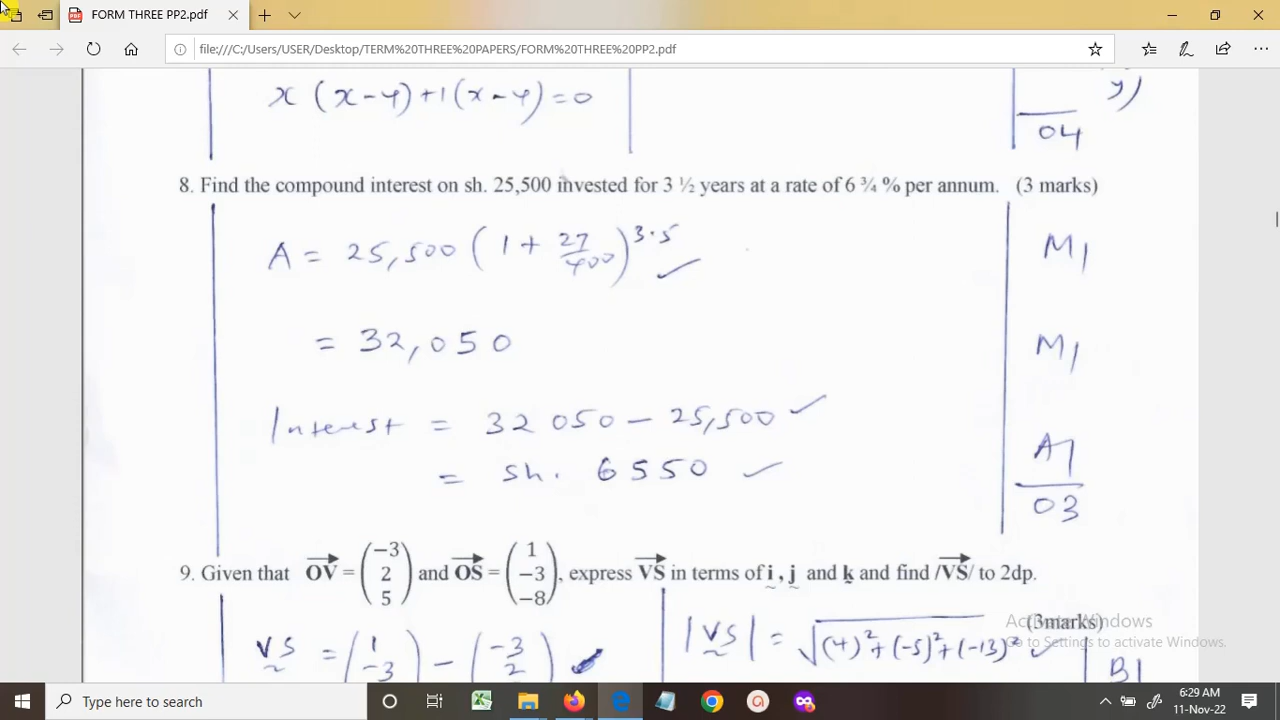 FORM THREE PP2.pdf
file:///C:/Users/USER/Desktop/TERM%20THREE%20PAPERS/FORM%20THREE%20PP2.pdf
x (x-4)+1(x-4)=0
y)
04
8. Find the compound interest on sh. 25,500 invested for 3 ½ years at a rate of 6 ¾ % per annum. (3 marks)
A = 25,500 (1 + 27/400)^3.5 ✓ M1
= 32,050 M1
Interest = 32 050 - 25,500 ✓
= sh. 6550 ✓ A1
03
9. Given that OV = (-3 2 5) and OS = (1 -3 -8), express VS in terms of i , j and k and find /VS/ to 2dp.
(3marks)
VS = (1 -3) - (-3 2) ✓ |VS| = √(4)²+(-5)²+(-13)² ✓ B1
Activate Windows
Go to Settings to activate Windows.
Type here to search
6:29 AM
11-Nov-22